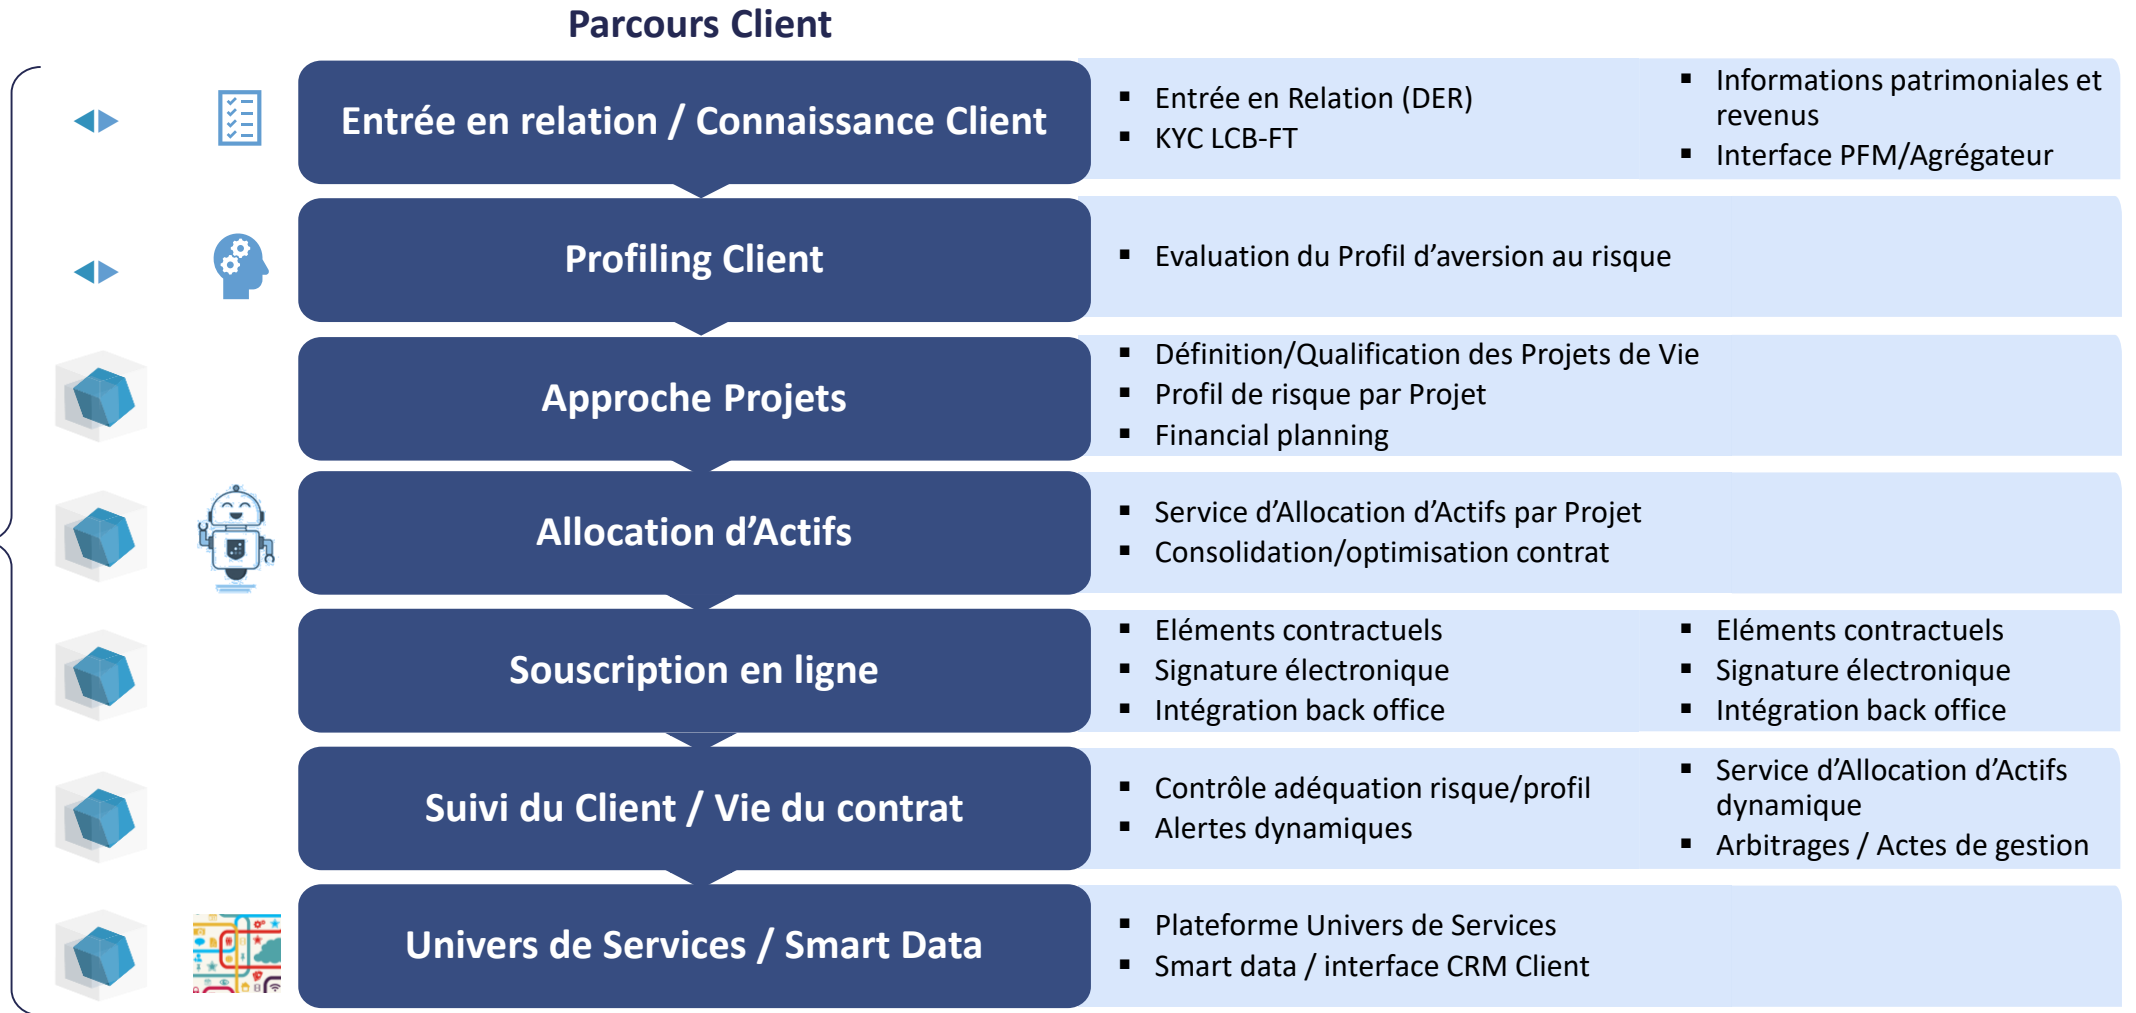 Parcours Client
Entrée en relation / Connaissance Client
▪ Entrée en Relation (DER)
▪ KYC LCB-FT
▪ Informations patrimoniales et
revenus
▪ Interface PFM/Agrégateur
Profiling Client
▪ Evaluation du Profil d’aversion au risque
Approche Projets
▪ Définition/Qualification des Projets de Vie
▪ Profil de risque par Projet
▪ Financial planning
Allocation d’Actifs
▪ Service d’Allocation d’Actifs par Projet
▪ Consolidation/optimisation contrat
Souscription en ligne
▪ Eléments contractuels
▪ Signature électronique
▪ Intégration back office
▪ Eléments contractuels
▪ Signature électronique
▪ Intégration back office
Suivi du Client / Vie du contrat
▪ Contrôle adéquation risque/profil
▪ Alertes dynamiques
▪ Service d’Allocation d’Actifs
dynamique
▪ Arbitrages / Actes de gestion
Univers de Services / Smart Data
▪ Plateforme Univers de Services
▪ Smart data / interface CRM Client